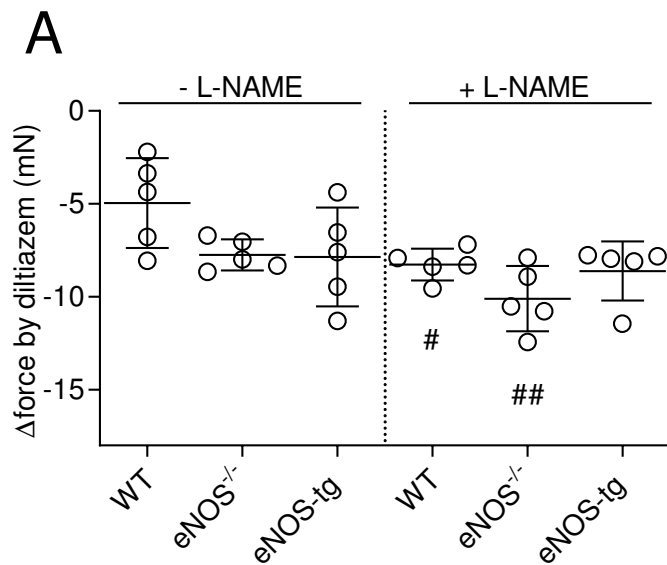 A
- L-NAME
+ L-NAME
Δforce by diltiazem (mN)
0
-5
-10
-15
#
##
WT
eNOS-/-
eNOS-tg
WT
eNOS-/-
eNOS-tg